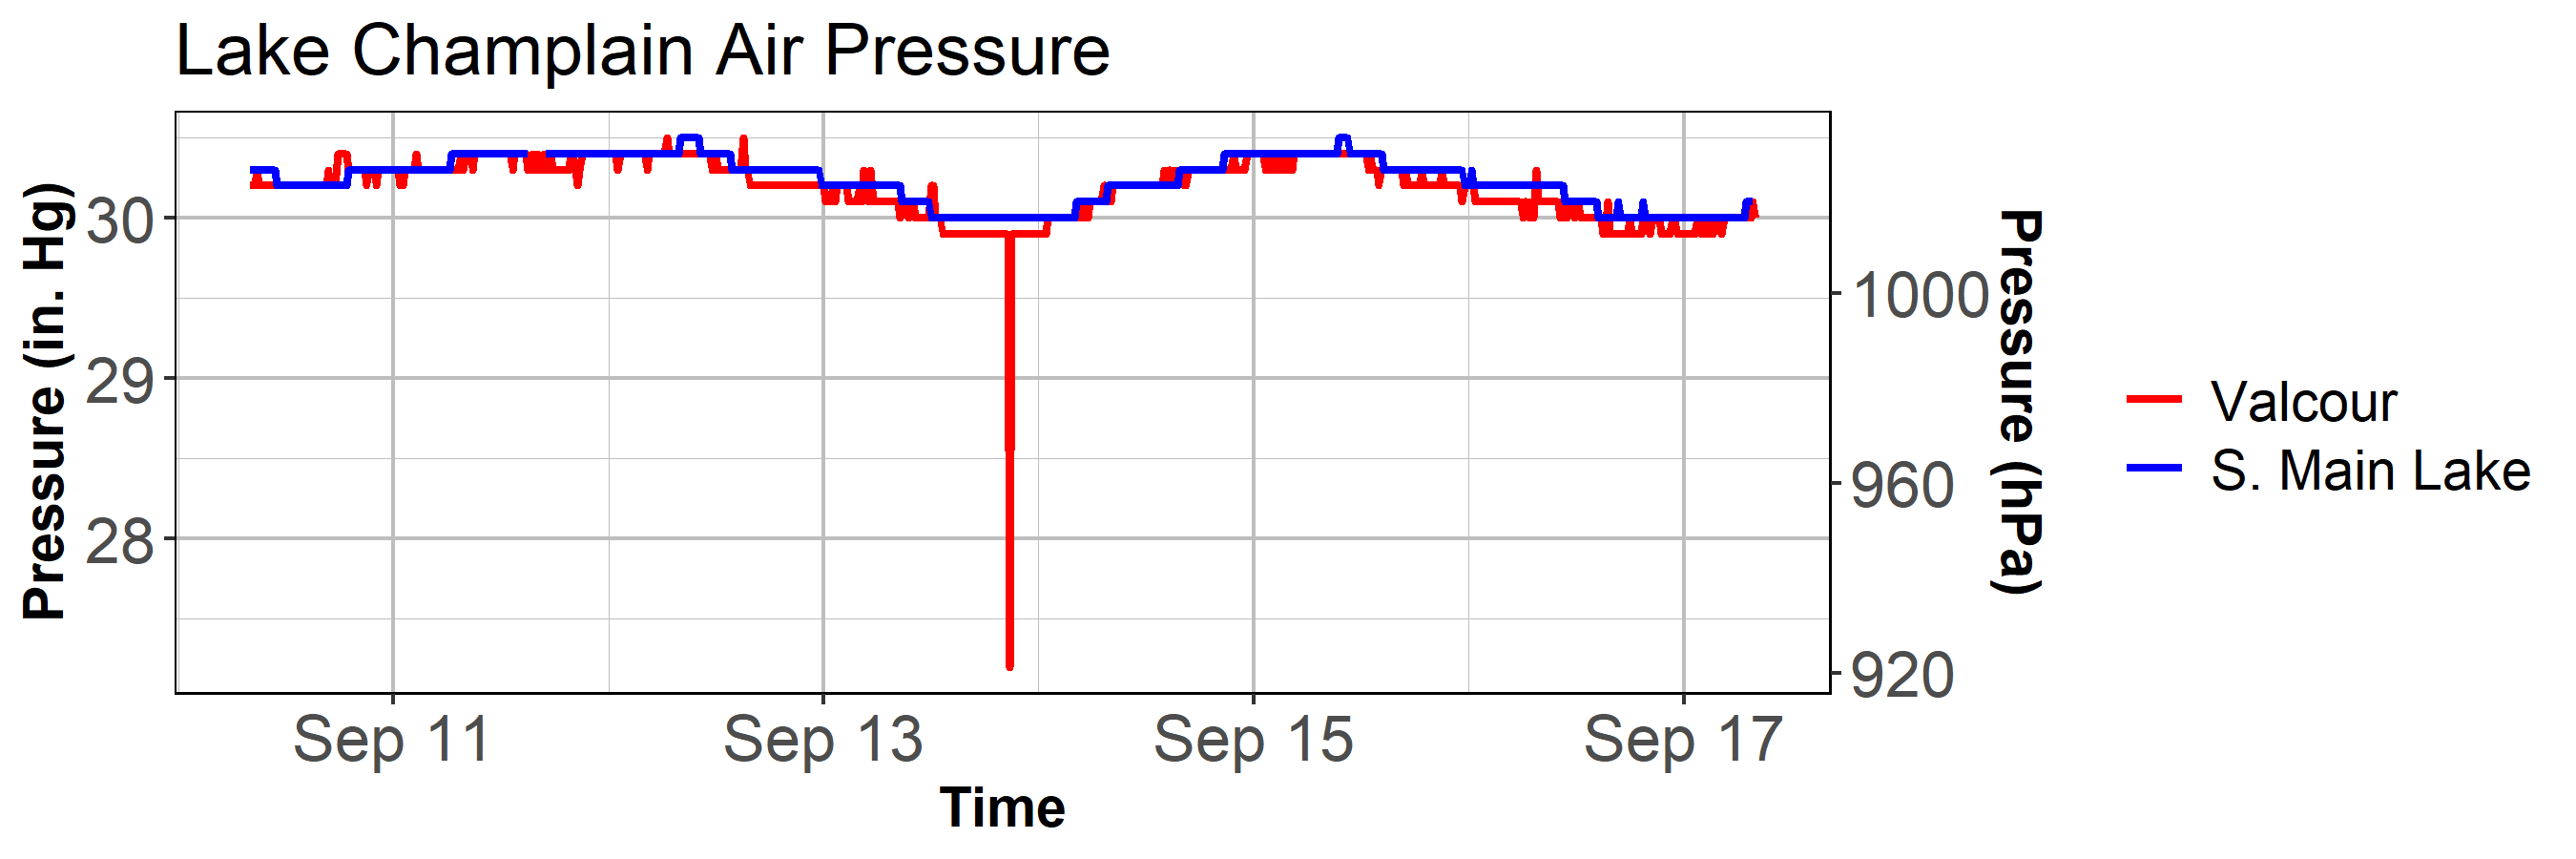 Lake Champlain Air Pressure
Pressure (in. Hg)
30
29
28
1000
960
920
Pressure (hPa)
Sep 11
Sep 13
Sep 15
Sep 17
Time
Valcour
S. Main Lake